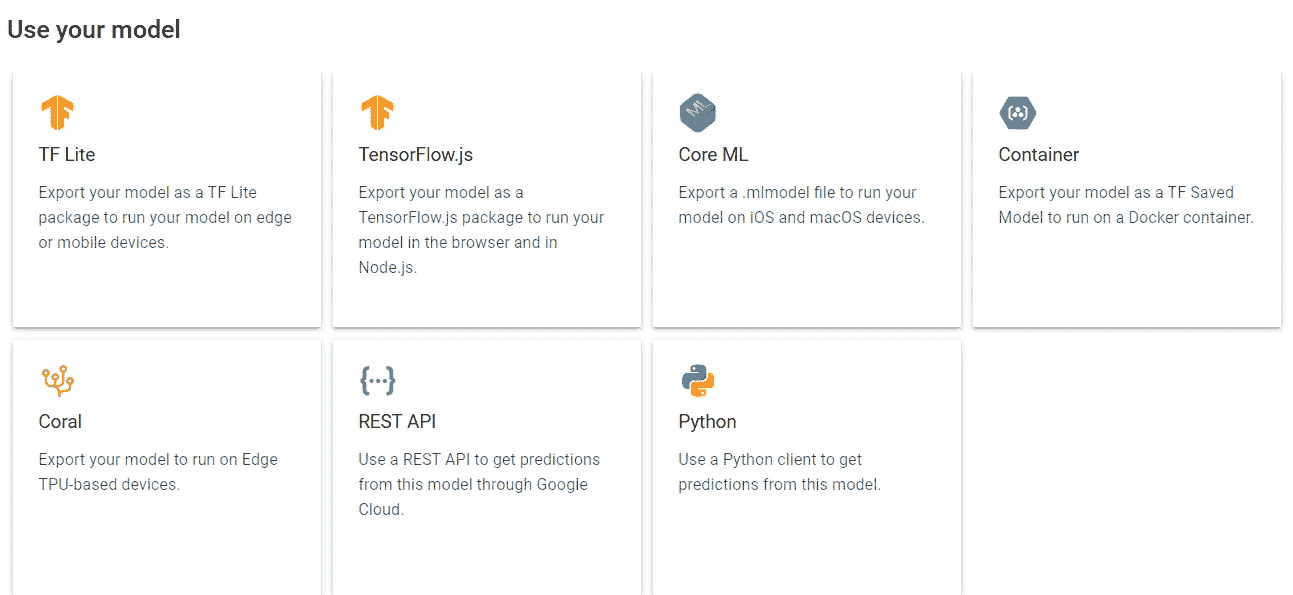 Use your model
TF Lite
Export your model as a TF Lite
package to run your model on edge
or mobile devices.
TensorFlow.js
Export your model as a
TensorFlow.js package to run your
model in the browser and in
Node.js.
ML
Core ML
Export a .mlmodel file to run your
model on iOS and macOS devices.
Container
Export your model as a TF Saved
Model to run on a Docker container.
Coral
Export your model to run on Edge
TPU-based devices.
REST API
Use a REST API to get predictions
from this model through Google
Cloud.
Python
Use a Python client to get
predictions from this model.